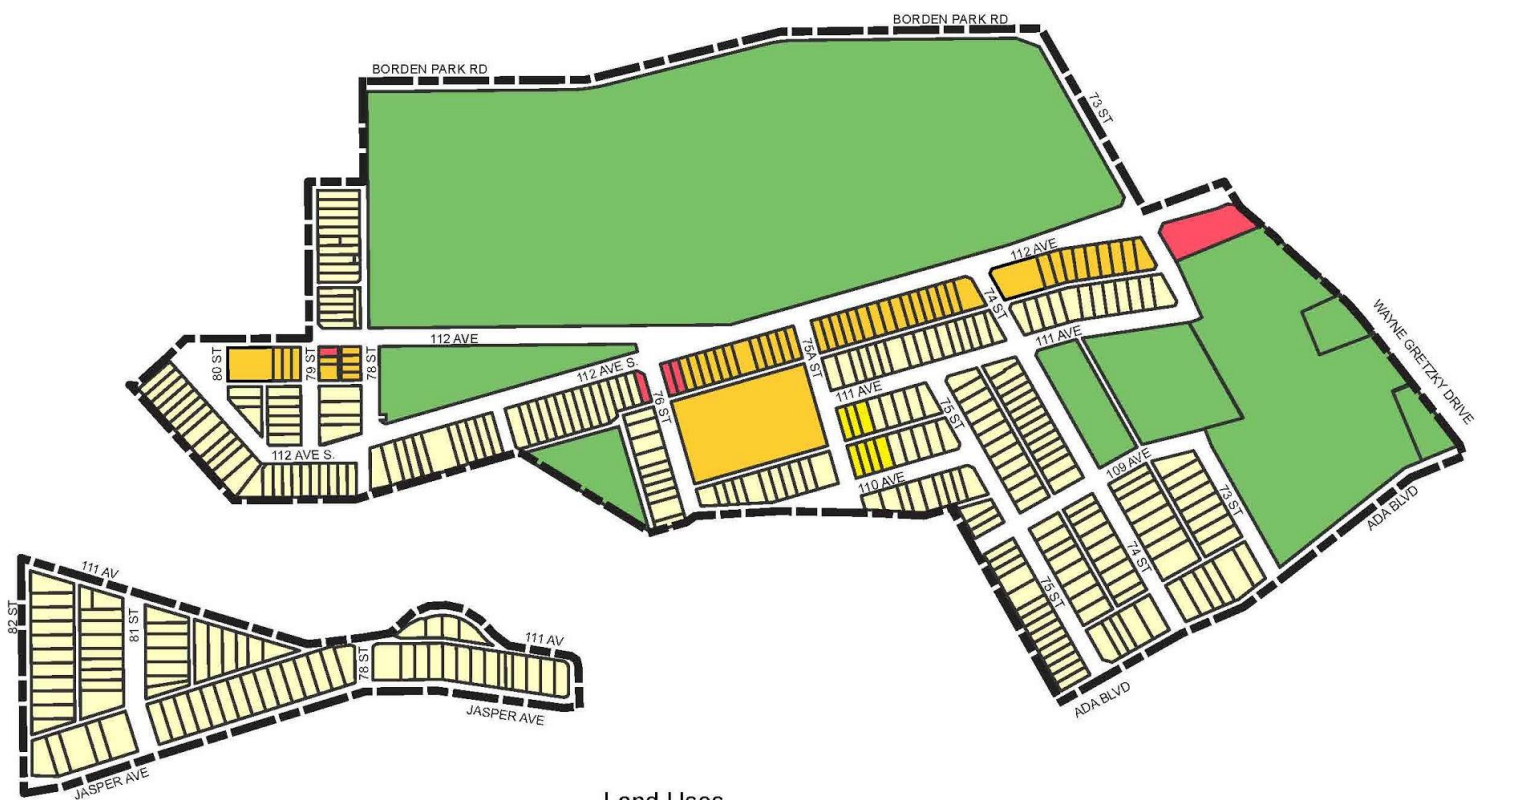 BORDEN PARK RD
BORDEN PARK RD
73 ST
112 AVE
74 ST
WAYNE GRETZKY DRIVE
112 AVE
111 AVE
80 ST
79 ST
78 ST
75A ST
112 AVE S.
76 ST
111 AVE
75 ST
112 AVE S.
109 AVE
110 AVE
73 ST
ADA BLVD
74 ST
75 ST
111 AV
82 ST
81 ST
111 AV
78 ST
ADA BLVD
JASPER AVE
JASPER AVE
Land Uses